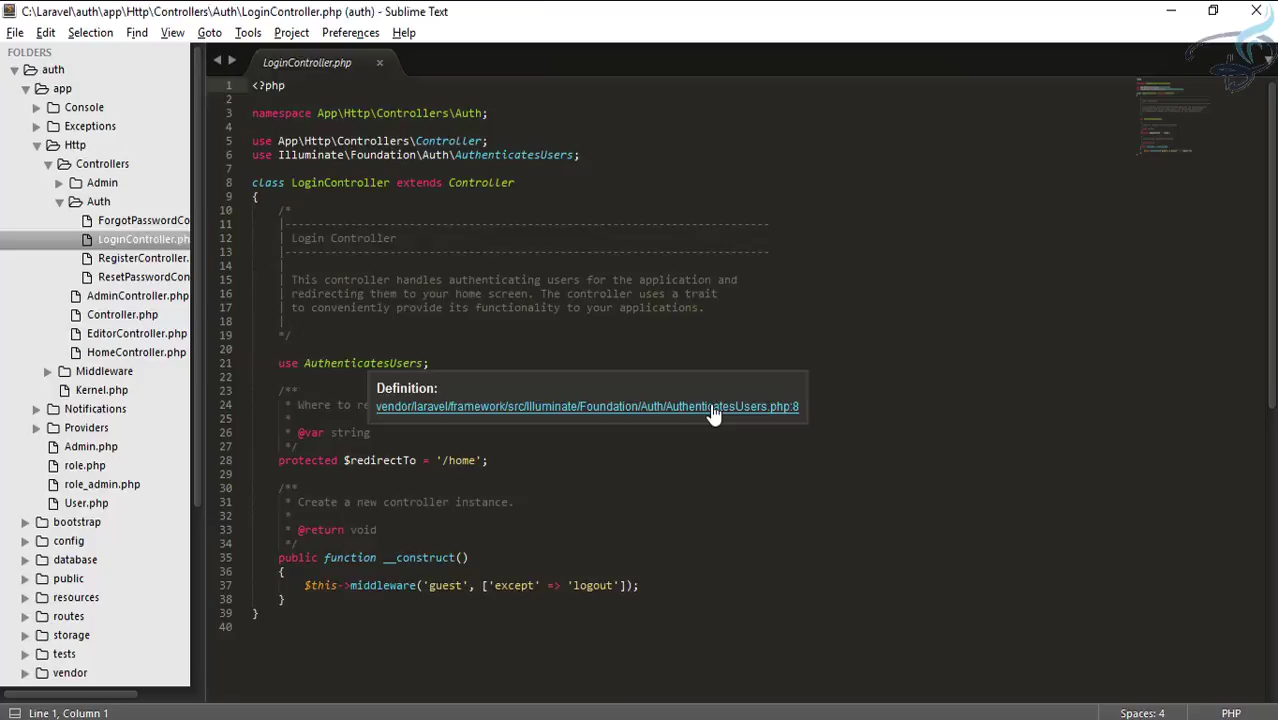 C:\Laravel\auth\app\Http\Controllers\Auth\LoginController.php (auth) - Sublime Text
File Edit Selection Find View Goto Tools Project Preferences Help
FOLDERS
auth
app
Console
Exceptions
Http
Controllers
Admin
Auth
ForgotPasswordCo
LoginController.ph
RegisterController.
ResetPasswordCon
AdminController.php
Controller.php
EditorController.php
HomeController.php
Middleware
Kernel.php
Notifications
Providers
Admin.php
role.php
role_admin.php
User.php
bootstrap
config
database
public
resources
routes
storage
tests
vendor
LoginController.php ×
1 <?php
2
3 namespace App\Http\Controllers\Auth;
4
5 use App\Http\Controllers\Controller;
6 use Illuminate\Foundation\Auth\AuthenticatesUsers;
7
8 class LoginController extends Controller
9 {
10 /*
11 |--------------------------------------------------------------------------
12 | Login Controller
13 |--------------------------------------------------------------------------
14 |
15 | This controller handles authenticating users for the application and
16 | redirecting them to your home screen. The controller uses a trait
17 | to conveniently provide its functionality to your applications.
18 |
19 */
20
21 use AuthenticatesUsers;
22
Definition:
vendor/laravel/framework/src/Illuminate/Foundation/Auth/AuthenticatesUsers.php:8
23 /**
24 * Where to re
25 *
26 * @var string
27 */
28 protected $redirectTo = '/home';
29
30 /**
31 * Create a new controller instance.
32 *
33 * @return void
34 */
35 public function __construct()
36 {
37 $this->middleware('guest', ['except' => 'logout']);
38 }
39 }
40
Line 1, Column 1
Spaces: 4
PHP